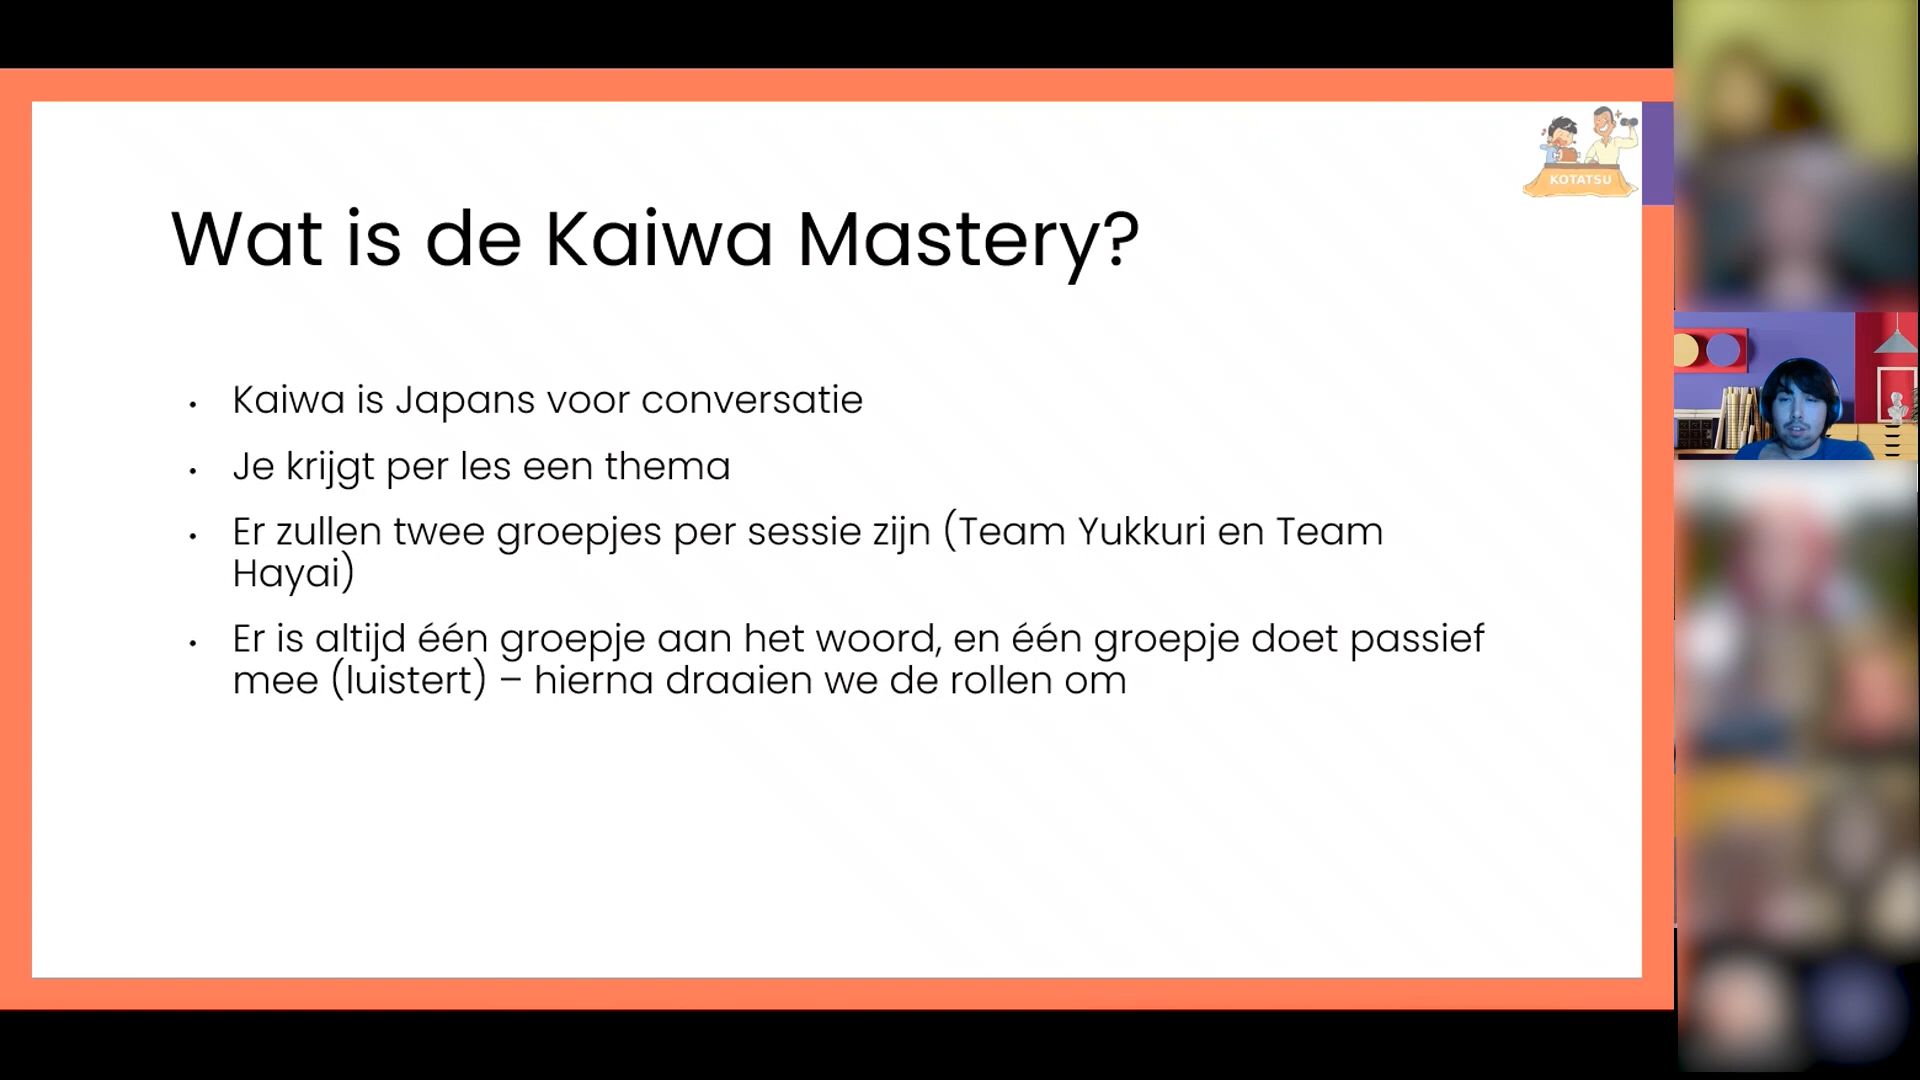 KOTATSU
Wat is de Kaiwa Mastery?
• Kaiwa is Japans voor conversatie
• Je krijgt per les een thema
• Er zullen twee groepjes per sessie zijn (Team Yukkuri en Team
Hayai)
• Er is altijd één groepje aan het woord, en één groepje doet passief
mee (luistert) – hierna draaien we de rollen om